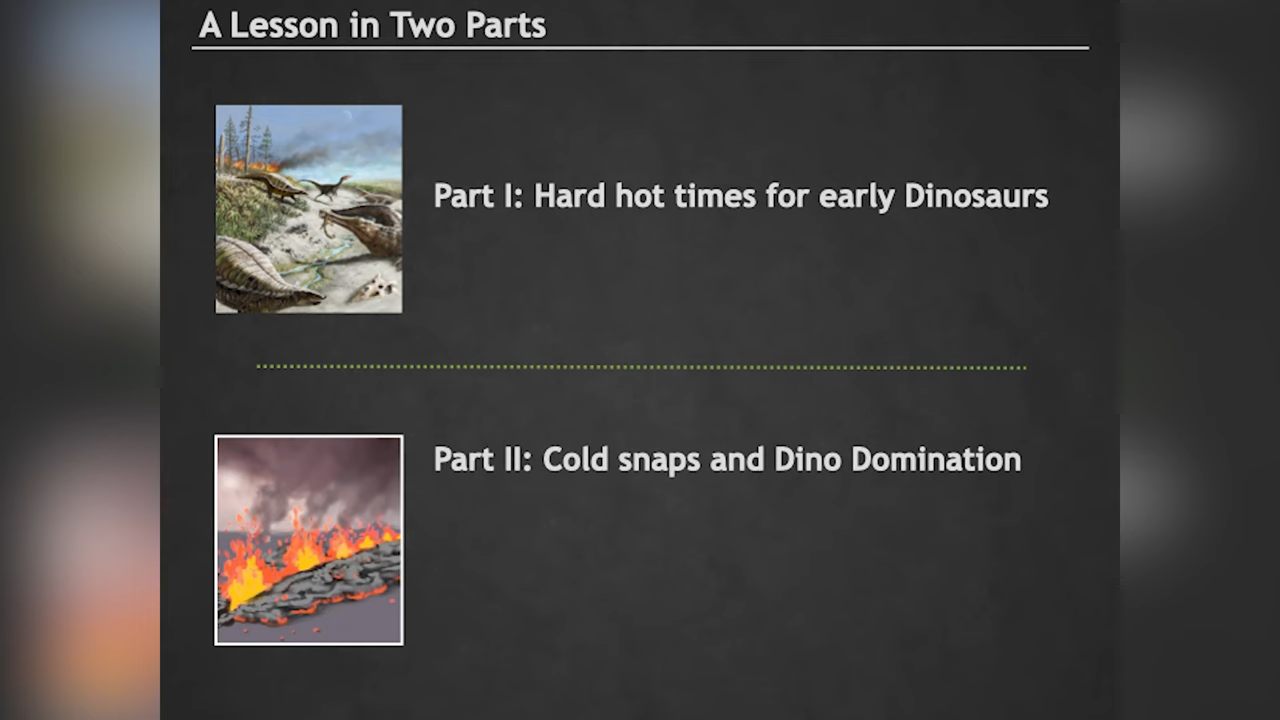 A Lesson in Two Parts
Part I: Hard hot times for early Dinosaurs
Part II: Cold snaps and Dino Domination